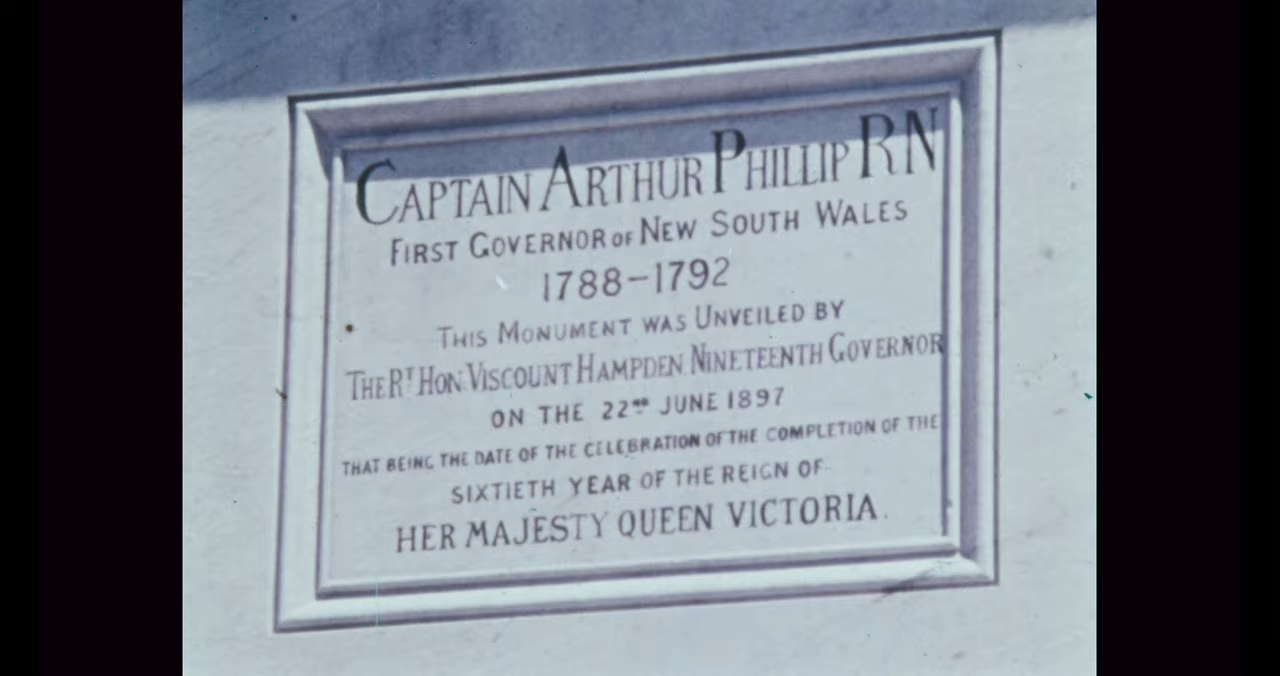 CAPTAIN ARTHUR PHILLIP RN
FIRST GOVERNOR OF NEW SOUTH WALES
1788-1792
THIS MONUMENT WAS UNVEILED BY
THE RT HON. VISCOUNT HAMPDEN NINETEENTH GOVERNOR
ON THE 22ND JUNE 1897
THAT BEING THE DATE OF THE CELEBRATION OF THE COMPLETION OF THE
SIXTIETH YEAR OF THE REIGN OF
HER MAJESTY QUEEN VICTORIA.